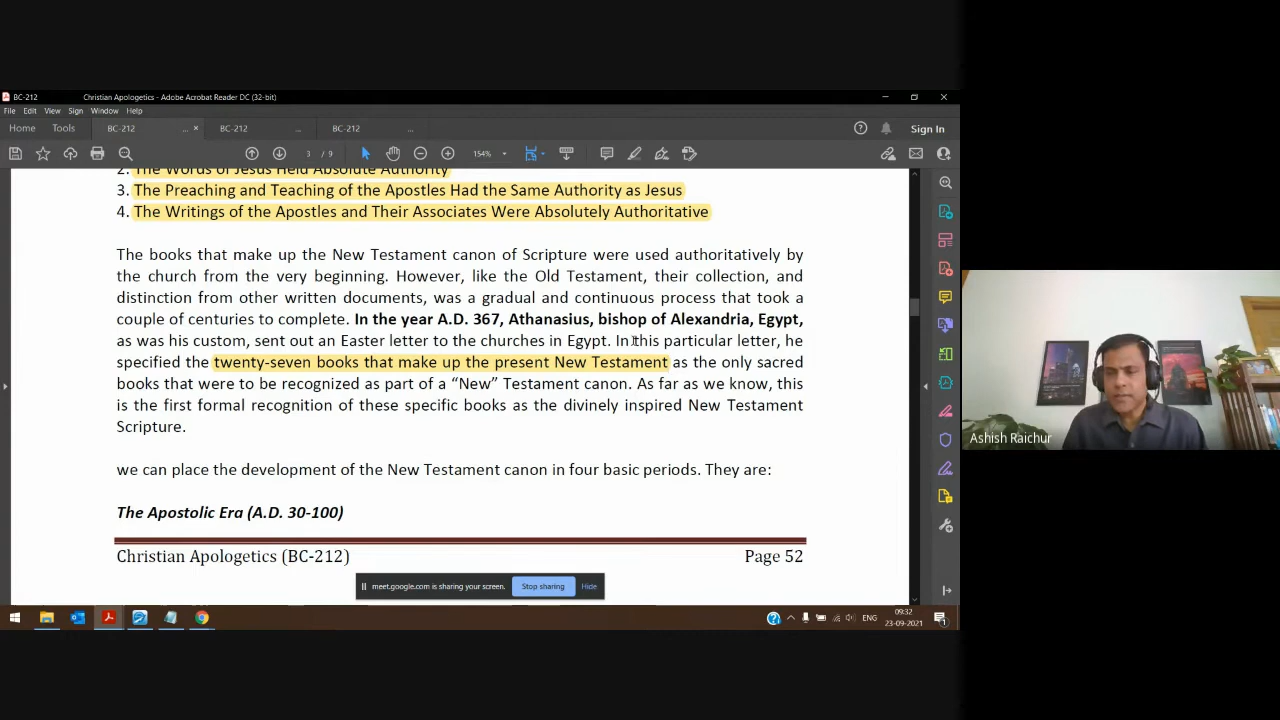 BC-212 Christian Apologetics - Adobe Acrobat Reader DC (32-bit)
File Edit View Sign Window Help
Home Tools BC-212 ... × BC-212 ... BC-212 ... Sign In
3 / 9 154%
2. The Words of Jesus Held Absolute Authority
3. The Preaching and Teaching of the Apostles Had the Same Authority as Jesus
4. The Writings of the Apostles and Their Associates Were Absolutely Authoritative
The books that make up the New Testament canon of Scripture were used authoritatively by
the church from the very beginning. However, like the Old Testament, their collection, and
distinction from other written documents, was a gradual and continuous process that took a
couple of centuries to complete. In the year A.D. 367, Athanasius, bishop of Alexandria, Egypt,
as was his custom, sent out an Easter letter to the churches in Egypt. In this particular letter, he
specified the twenty-seven books that make up the present New Testament as the only sacred
books that were to be recognized as part of a “New” Testament canon. As far as we know, this
is the first formal recognition of these specific books as the divinely inspired New Testament
Scripture.
we can place the development of the New Testament canon in four basic periods. They are:
The Apostolic Era (A.D. 30-100)
Christian Apologetics (BC-212) Page 52
meet.google.com is sharing your screen. Stop sharing Hide
ENG
09:32
23-09-2021
Ashish Raichur